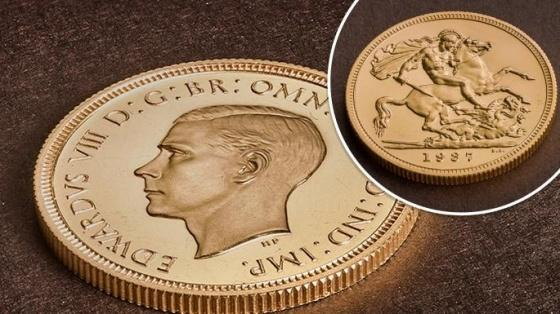 EDWARDVS VIII D: G: BR: OMN
F: D: IND: IMP.
HP
1937